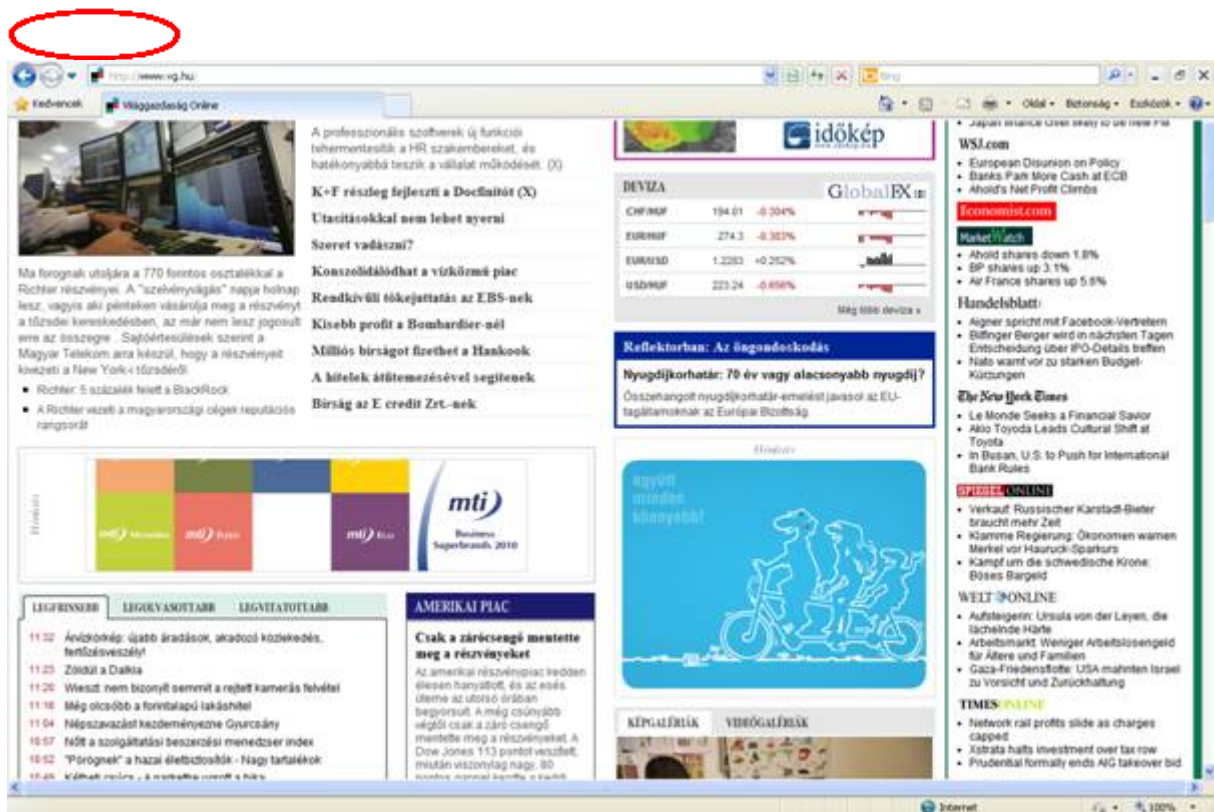 http://www.vg.hu/
Bing
Kedvencek
Világgazdaság Online
Oldal
Biztonság
Eszközök
Ma forognak utoljára a 770 forintos osztalékkal a
Richter részvényei. A "szelvényvágás" napja holnap
lesz, vagyis aki pénteken vásárolja meg a részvényt
a tőzsdei kereskedésben, az már nem lesz jogosult
erre az összegre . Sajtóértesülések szerint a
Magyar Telekom arra készül, hogy a részvényeit
kivezeti a New York-i tőzsdéről.
Richter: 5 százalék felett a BlackRock
A Richter vezeti a magyarországi cégek reputációs
rangsorát
A professzionális szoftverek új funkciói
tehermentesítik a HR szakembereket, és
hatékonyabbá teszik a vállalat működését. (X)
K+F részleg fejleszti a Docfinitót (X)
Utasításokkal nem lehet nyerni
Szeret vadászni?
Konszolidálódhat a vízközmű piac
Rendkívüli tőkejuttatás az EBS-nek
Kisebb profit a Bombardier-nél
Milliós bírságot fizethet a Hankook
A hitelek átütemezésével segítenek
Bírság az E credit Zrt.-nek
Hirdetés
mti
mti
mti Eco
mti
Business
Superbrands 2010
LEGFRISSEBB LEGOLVASOTTABB LEGVITATOTTABB
11:32 Árvízkörkép: újabb áradások, akadozó közlekedés,
fertőzésveszély!
11:23 Zöldül a Dalkia
11:20 Wieszt: nem bizonyít semmit a rejtett kamerás felvétel
11:16 Még olcsóbb a forintalapú lakáshitel
11:04 Népszavazást kezdeményezne Gyurcsány
10:57 Nőtt a szolgáltatási beszerzési menedzser index
10:52 "Pörögnek" a hazai életbiztosítók - Nagy tartalékok
AMERIKAI PIAC
Csak a zárócsengő mentette
meg a részvényeket
Az amerikai részvénypiac kedden
élesen hanyatlott, és az esés
üteme az utolsó órában
begyorsult. A még csúnyább
végtől csak a záró csengő
mentette meg a részvényeket. A
Dow Jones 113 pontot veszített,
miután viszonylag nagy, 80
időkép
DEVIZA
GlobalFX
CHF/HUF 194.01 -0.304%
EUR/HUF 274.3 -0.383%
EUR/USD 1.2283 +0.252%
USD/HUF 223.24 -0.656%
Még több deviza »
Reflektorban: Az öngondoskodás
Nyugdíjkorhatár: 70 év vagy alacsonyabb nyugdíj?
Összehangolt nyugdíjkorhatár-emelést javasol az EU-
tagállamoknak az Európai Bizottság.
Hirdetés
együtt
minden
könnyebb!
KÉPGALÉRIÁK VIDEÓGALÉRIÁK
Japan finance chief likely to be new PM
WSJ.com
European Disunion on Policy
Banks Park More Cash at ECB
Ahold's Net Profit Climbs
Economist.com
MarketWatch
Ahold shares down 1.8%
BP shares up 3.1%
Air France shares up 5.6%
Handelsblatt
Aigner spricht mit Facebook-Vertretern
Bilfinger Berger wird in nächsten Tagen
Entscheidung über IPO-Details treffen
Nato warnt vor zu starken Budget-
Kürzungen
The New York Times
Le Monde Seeks a Financial Savior
Akio Toyoda Leads Cultural Shift at
Toyota
In Busan, U.S. to Push for International
Bank Rules
SPIEGEL ONLINE
Verkauf: Russischer Karstadt-Bieter
braucht mehr Zeit
Klamme Regierung: Ökonomen warnen
Merkel vor Hauruck-Sparkurs
Kampf um die schwedische Krone:
Böses Bargeld
WELT ONLINE
Aufsteigerin: Ursula von der Leyen, die
lächelnde Härte
Arbeitsmarkt: Weniger Arbeitslosengeld
für Ältere und Familien
Gaza-Friedensflotte: USA mahnten Israel
zu Vorsicht und Zurückhaltung
TIMES ONLINE
Network rail profits slide as charges
capped
Xstrata halts investment over tax row
Prudential formally ends AIG takeover bid
Internet
100%